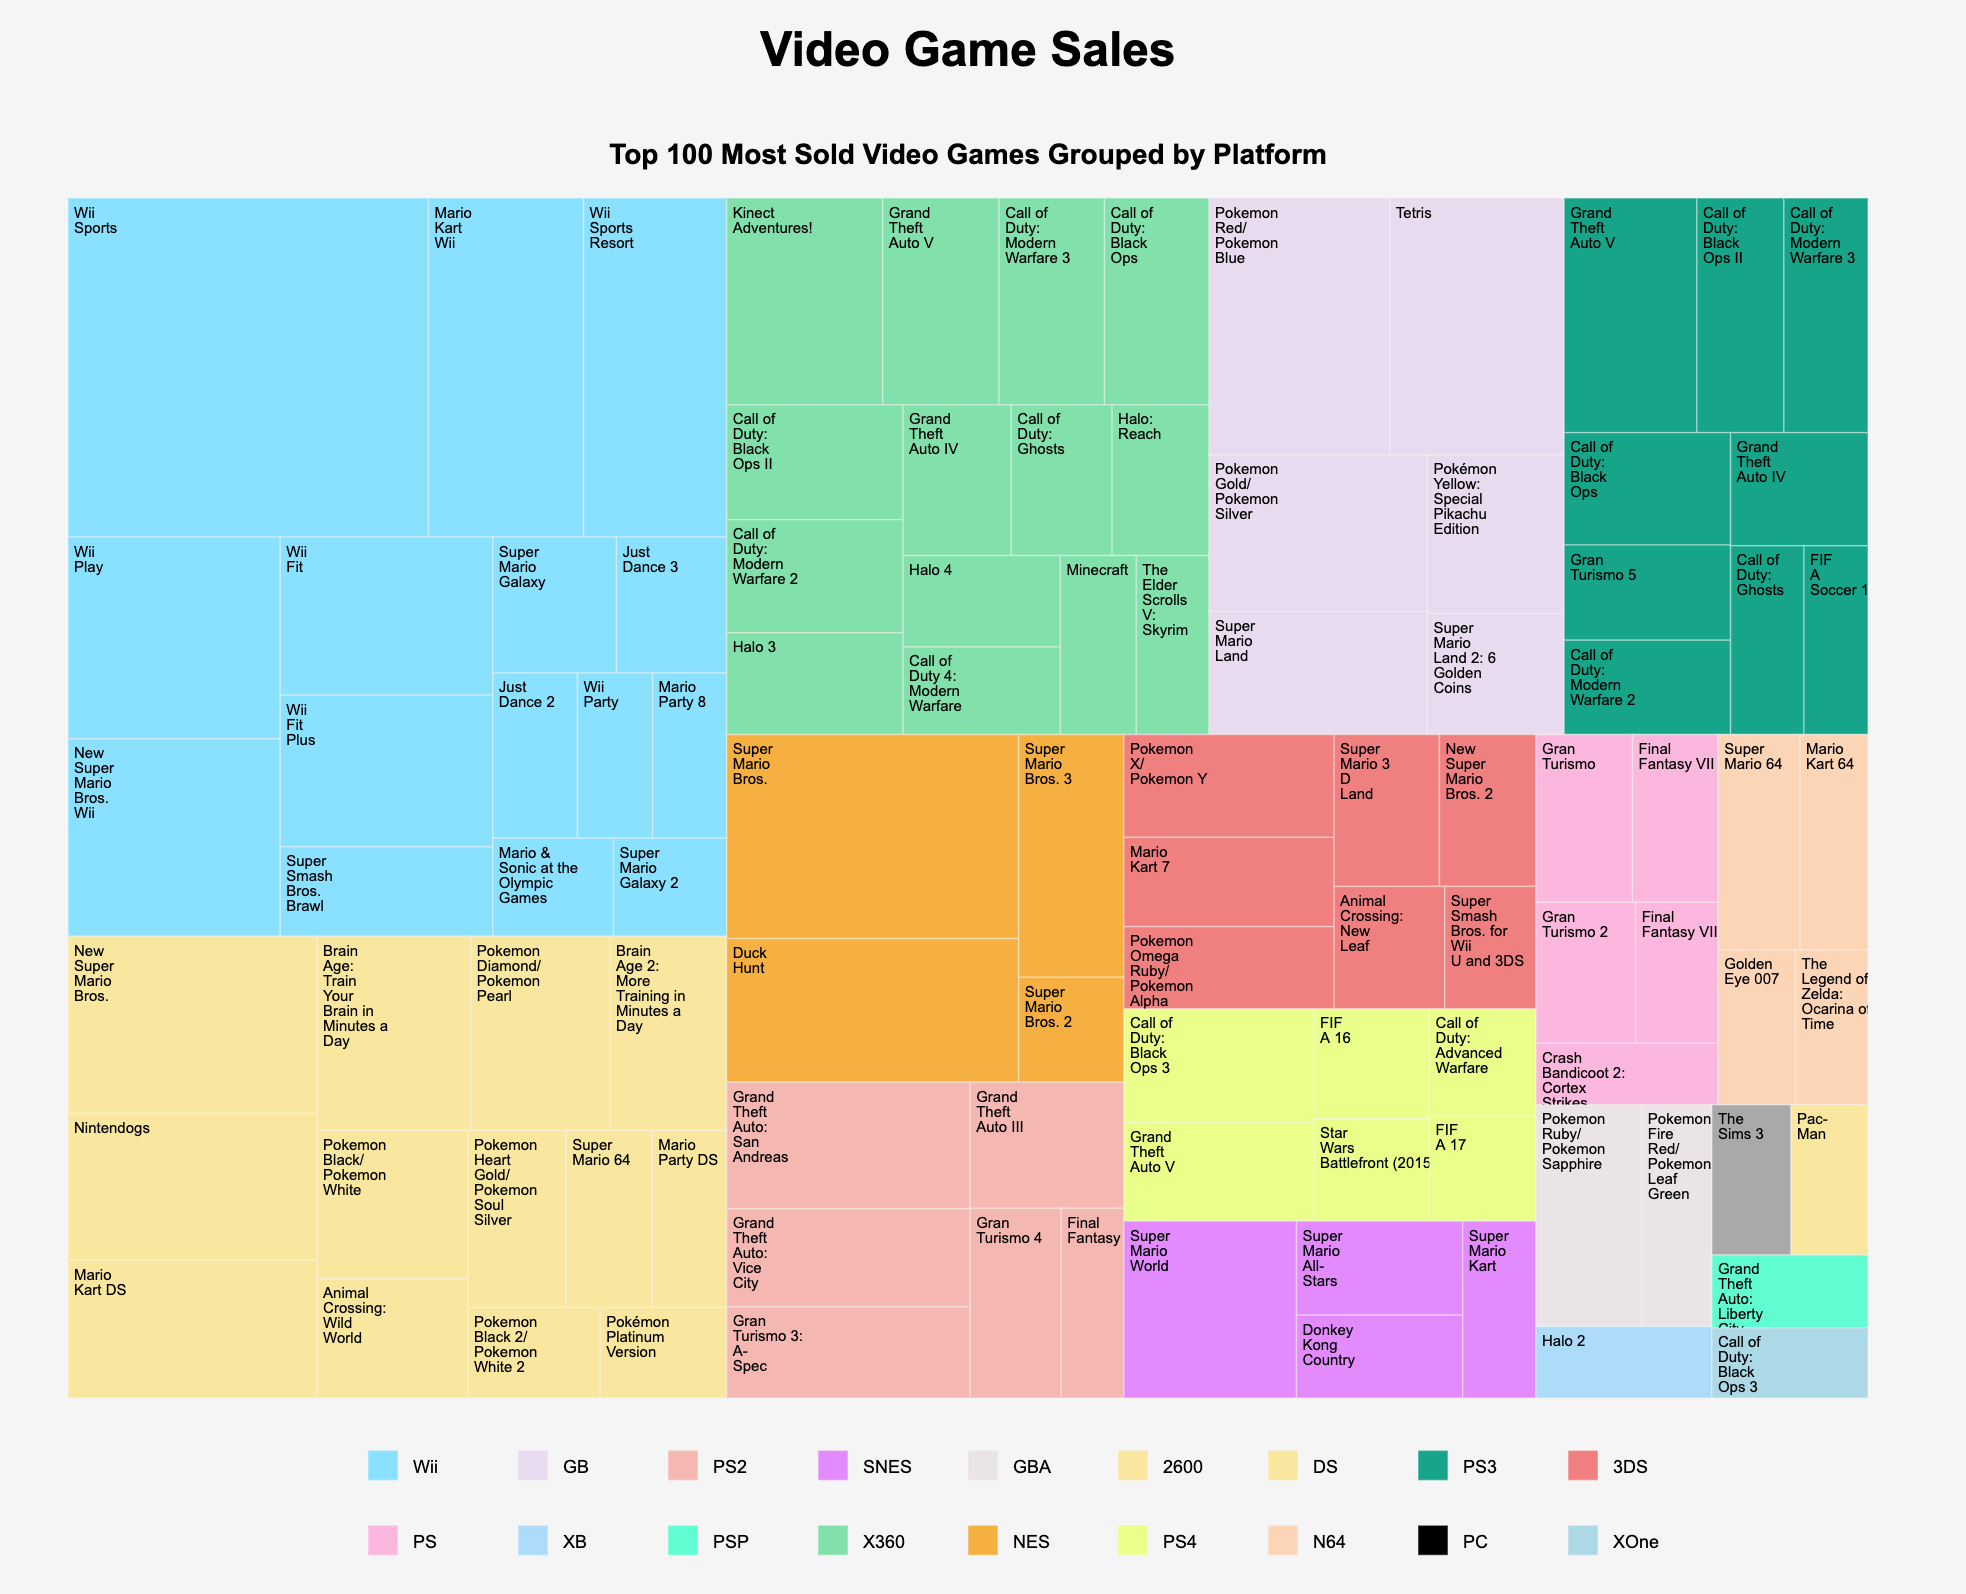 Video Game Sales
Top 100 Most Sold Video Games Grouped by Platform
Wii
Sports
Mario
Kart
Wii
Wii
Sports
Resort
Wii
Play
Wii
Fit
Super
Mario
Galaxy
Just
Dance 3
Wii
Fit
Plus
Just
Dance 2
Wii
Party
Mario
Party 8
New
Super
Mario
Bros.
Wii
Super
Smash
Bros.
Brawl
Mario &
Sonic at the
Olympic
Games
Super
Mario
Galaxy 2
New
Super
Mario
Bros.
Brain
Age:
Train
Your
Brain in
Minutes a
Day
Pokemon
Diamond/
Pokemon
Pearl
Brain
Age 2:
More
Training in
Minutes a
Day
Nintendogs
Pokemon
Black/
Pokemon
White
Pokemon
Heart
Gold/
Pokemon
Soul
Silver
Super
Mario 64
Mario
Party DS
Mario
Kart DS
Animal
Crossing:
Wild
World
Pokemon
Black 2/
Pokemon
White 2
Pokémon
Platinum
Version
Kinect
Adventures!
Grand
Theft
Auto V
Call of
Duty:
Modern
Warfare 3
Call of
Duty:
Black
Ops
Call of
Duty:
Black
Ops II
Grand
Theft
Auto IV
Call of
Duty:
Ghosts
Halo:
Reach
Call of
Duty:
Modern
Warfare 2
Halo 4
Minecraft
The
Elder
Scrolls
V:
Skyrim
Halo 3
Call of
Duty 4:
Modern
Warfare
Pokemon
Red/
Pokemon
Blue
Tetris
Pokemon
Gold/
Pokemon
Silver
Pokémon
Yellow:
Special
Pikachu
Edition
Super
Mario
Land
Super
Mario
Land 2: 6
Golden
Coins
Grand
Theft
Auto V
Call of
Duty:
Black
Ops II
Call of
Duty:
Modern
Warfare 3
Call of
Duty:
Black
Ops
Grand
Theft
Auto IV
Gran
Turismo 5
Call of
Duty:
Ghosts
FIF
A
Soccer 1
Call of
Duty:
Modern
Warfare 2
Super
Mario
Bros.
Super
Mario
Bros. 3
Duck
Hunt
Super
Mario
Bros. 2
Grand
Theft
Auto:
San
Andreas
Grand
Theft
Auto III
Grand
Theft
Auto:
Vice
City
Gran
Turismo 4
Final
Fantasy
Gran
Turismo 3:
A-
Spec
Pokemon
X/
Pokemon Y
Super
Mario 3
D
Land
New
Super
Mario
Bros. 2
Mario
Kart 7
Animal
Crossing:
New
Leaf
Super
Smash
Bros. for
Wii
U and 3DS
Pokemon
Omega
Ruby/
Pokemon
Alpha
Call of
Duty:
Black
Ops 3
FIF
A 16
Call of
Duty:
Advanced
Warfare
Grand
Theft
Auto V
Star
Wars
Battlefront (2015
FIF
A 17
Super
Mario
World
Super
Mario
All-
Stars
Super
Mario
Kart
Donkey
Kong
Country
Gran
Turismo
Final
Fantasy VII
Gran
Turismo 2
Final
Fantasy VII
Crash
Bandicoot 2:
Cortex
Strikes
Super
Mario 64
Mario
Kart 64
Golden
Eye 007
The
Legend of
Zelda:
Ocarina of
Time
Pokemon
Ruby/
Pokemon
Sapphire
Pokemon
Fire
Red/
Pokemon
Leaf
Green
The
Sims 3
Pac-
Man
Grand
Theft
Auto:
Liberty
City
Halo 2
Call of
Duty:
Black
Ops 3
Wii
GB
PS2
SNES
GBA
2600
DS
PS3
3DS
PS
XB
PSP
X360
NES
PS4
N64
PC
XOne